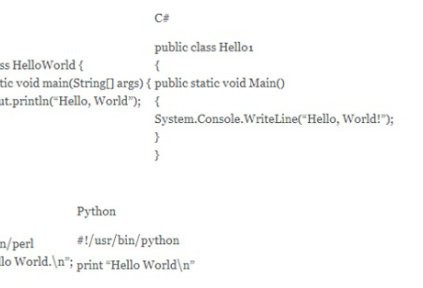 C#
public class Hello1
ss HelloWorld { {
tic void main(String[] args) { public static void Main()
ut.println(“Hello, World”); {
System.Console.WriteLine(“Hello, World!”);
}
}
Python
n/perl #!/usr/bin/python
llo World.\n”; print “Hello World\n”